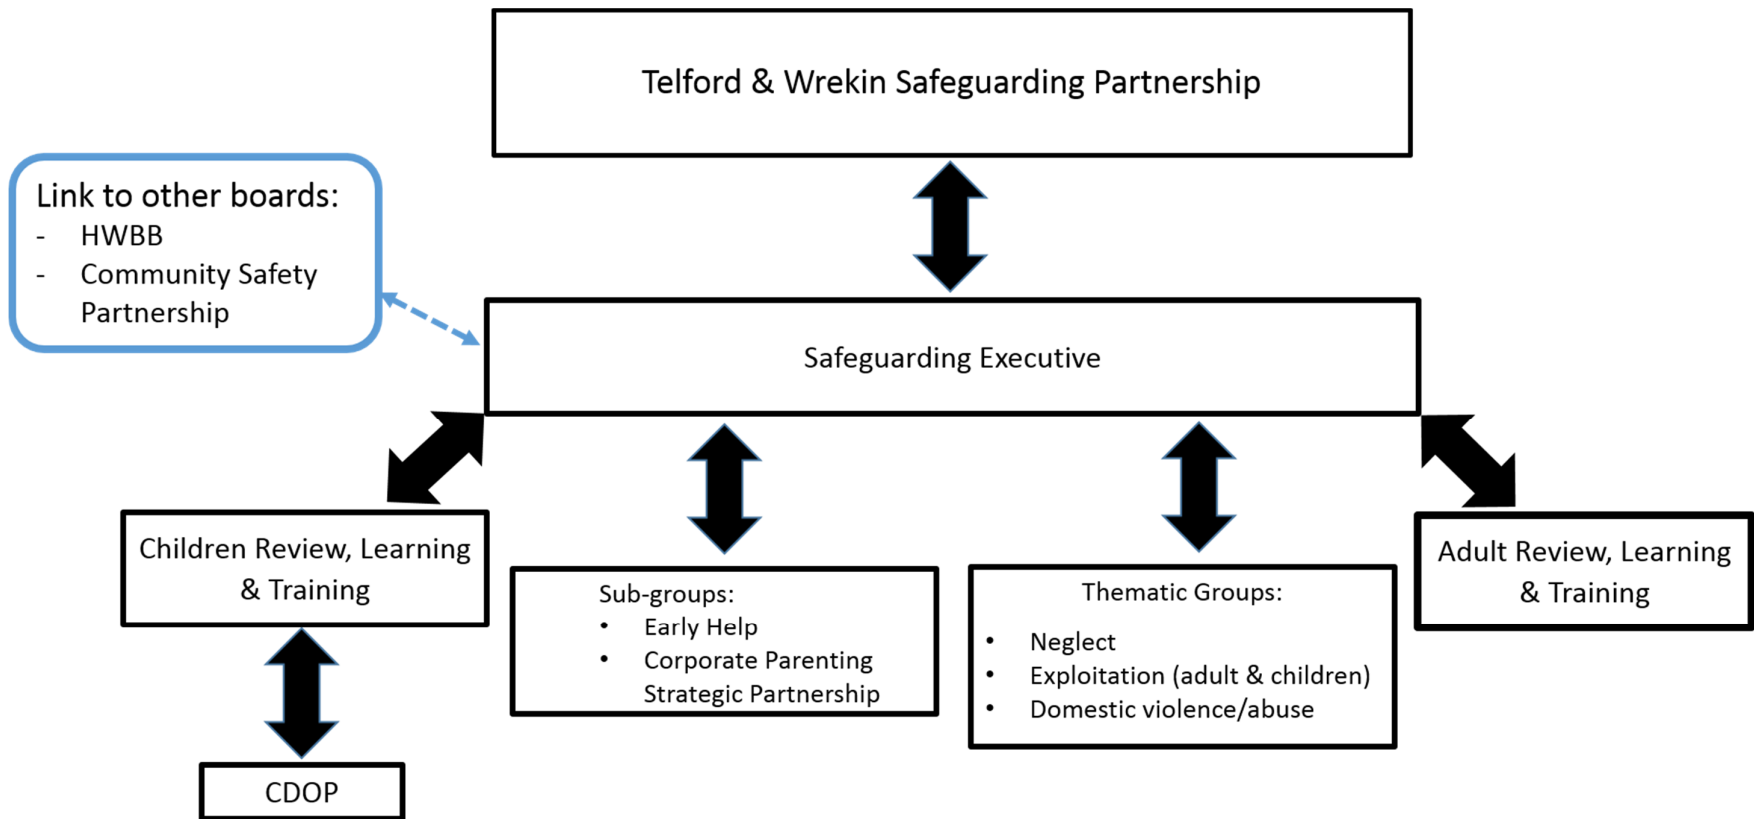 Telford & Wrekin Safeguarding Partnership
Link to other boards:
- HWBB
- Community Safety
Partnership
Safeguarding Executive
Children Review, Learning
& Training
Sub-groups:
• Early Help
• Corporate Parenting
Strategic Partnership
Thematic Groups:
• Neglect
• Exploitation (adult & children)
• Domestic violence/abuse
Adult Review, Learning
& Training
CDOP